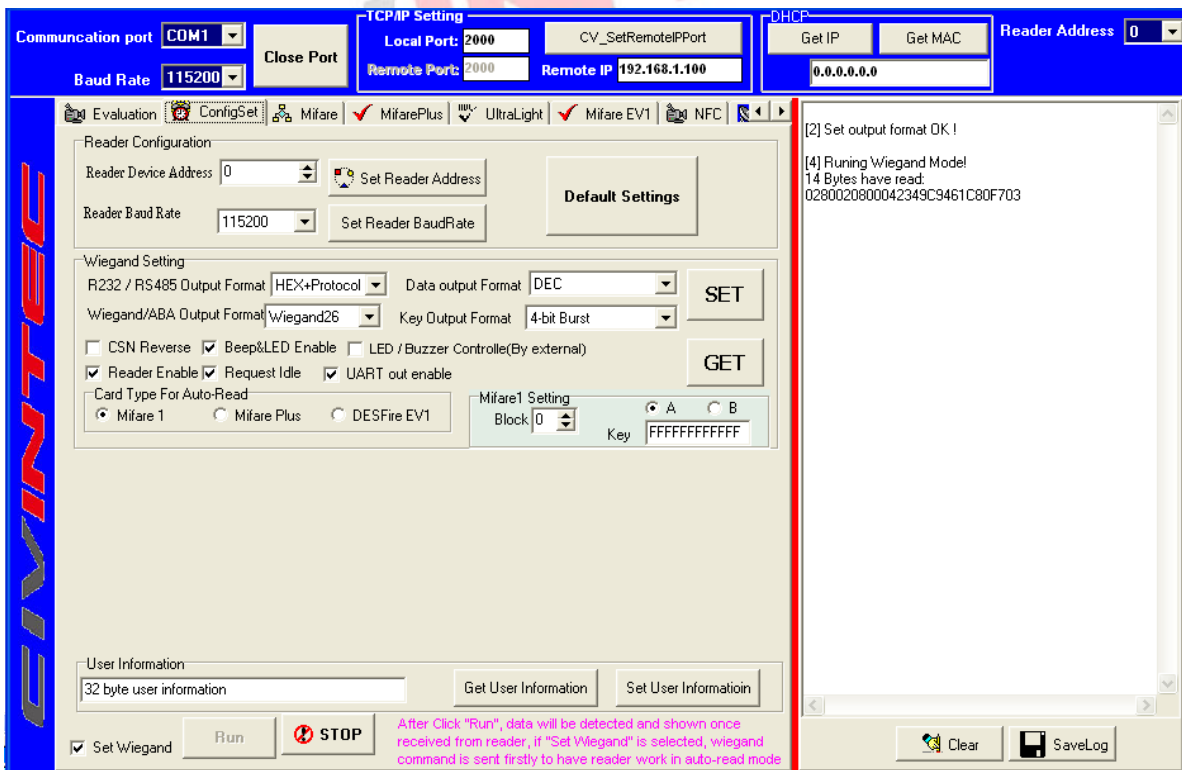 Communcation port COM1 Close Port
Baud Rate 115200
TCP/IP Setting
Local Port: 2000 CV_SetRemoteIPPort
Remote Port: 2000 Remote IP 192.168.1.100
DHCP
Get IP Get MAC
0.0.0.0.0.0
Reader Address 0
Evaluation ConfigSet Mifare MifarePlus UltraLight Mifare EV1 NFC
Reader Configuration
Reader Device Address 0 Set Reader Address
Default Settings
Reader Baud Rate 115200 Set Reader BaudRate
Wiegand Setting
R232 / RS485 Output Format HEX+Protocol Data output Format DEC SET
Wiegand/ABA Output Format Wiegand26 Key Output Format 4-bit Burst
CSN Reverse Beep&LED Enable LED / Buzzer Controlle(By external) GET
Reader Enable Request Idle UART out enable
Card Type For Auto-Read
Mifare 1 Mifare Plus DESFire EV1
Mifare1 Setting
Block 0 A B
Key FFFFFFFFFFFF
User Information
32 byte user information Get User Information Set User Informatioin
Set Wiegand Run STOP
After Click "Run", data will be detected and shown once
received from reader, if "Set Wiegand" is selected, wiegand
command is sent firstly to have reader work in auto-read mode
[2] Set output format OK !
[4] Runing Wiegand Mode!
14 Bytes have read:
0280020800042349C9461C80F703
Clear SaveLog
CIVINTEC